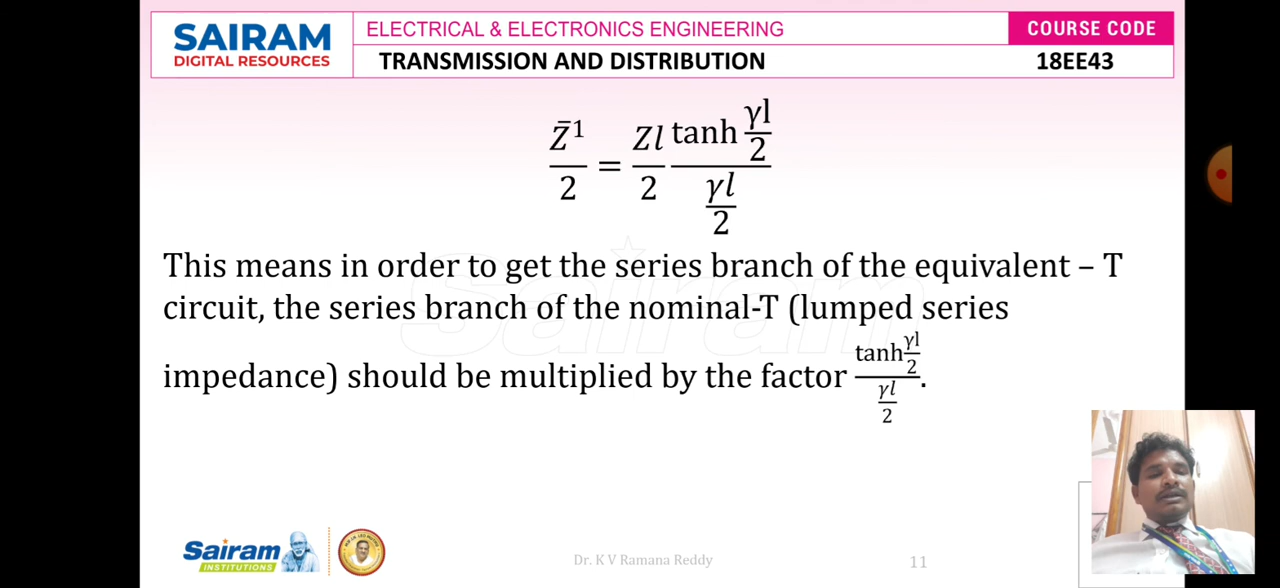 SAIRAM
DIGITAL RESOURCES
ELECTRICAL & ELECTRONICS ENGINEERING
COURSE CODE
TRANSMISSION AND DISTRIBUTION
18EE43
Z̄¹/2 = Zl/2 (tanh γl/2)/(γl/2)
This means in order to get the series branch of the equivalent – T
circuit, the series branch of the nominal-T (lumped series
impedance) should be multiplied by the factor (tanh γl/2)/(γl/2).
Sairam
Sairam
INSTITUTIONS
Dr. K V Ramana Reddy
11